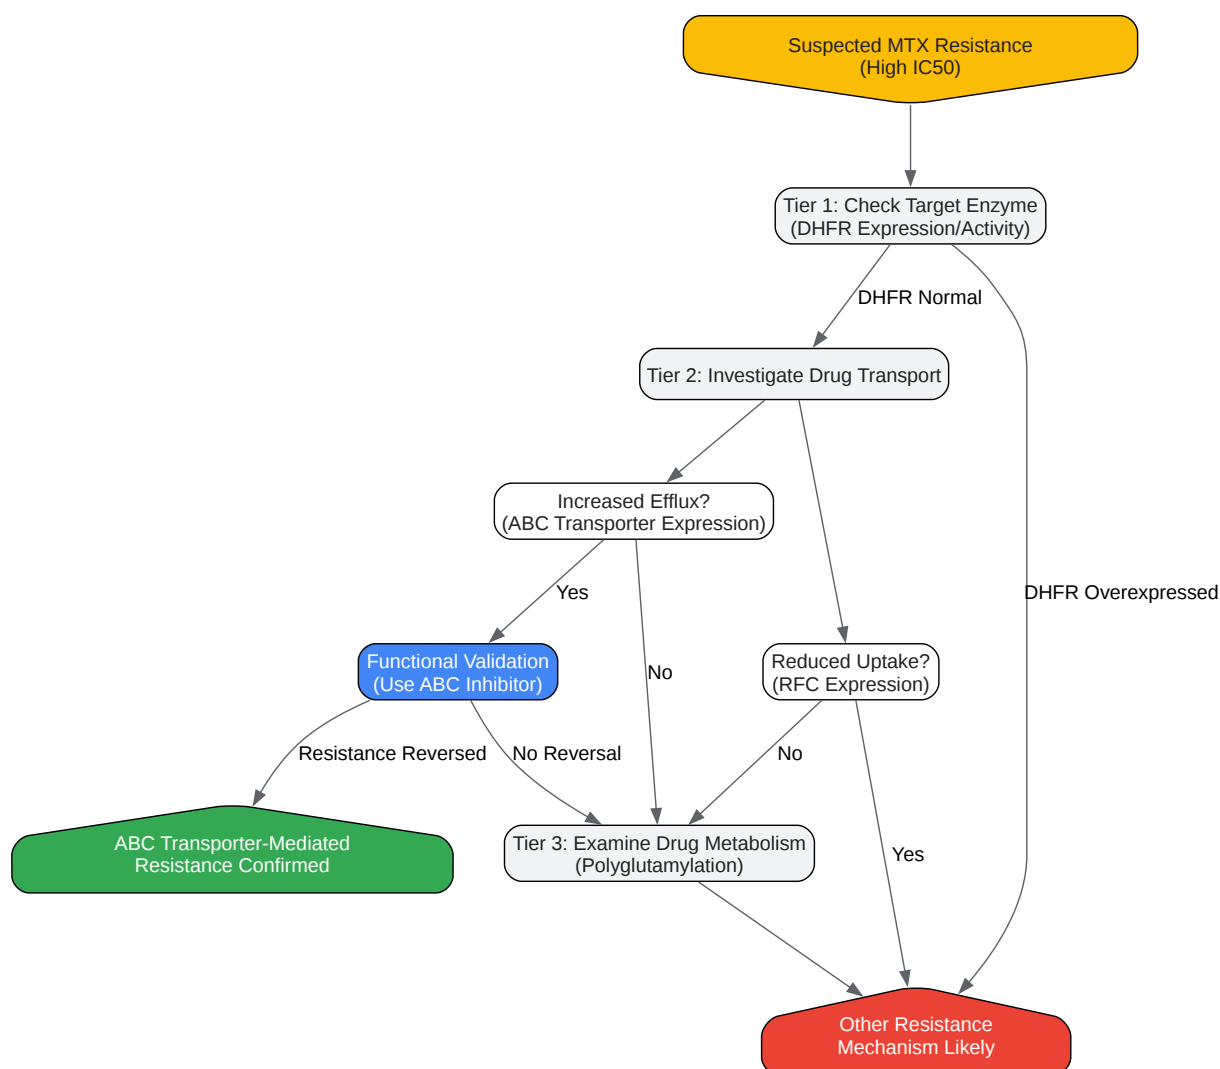 Suspected MTX Resistance
(High IC50)
Tier 1: Check Target Enzyme
(DHFR Expression/Activity)
DHFR Normal
Tier 2: Investigate Drug Transport
Increased Efflux?
(ABC Transporter Expression)
Yes
DHFR Overexpressed
Functional Validation
(Use ABC Inhibitor)
No
Reduced Uptake?
(RFC Expression)
Resistance Reversed
No Reversal
No
ABC Transporter-Mediated
Resistance Confirmed
Tier 3: Examine Drug Metabolism
(Polyglutamylation)
Yes
Other Resistance
Mechanism Likely